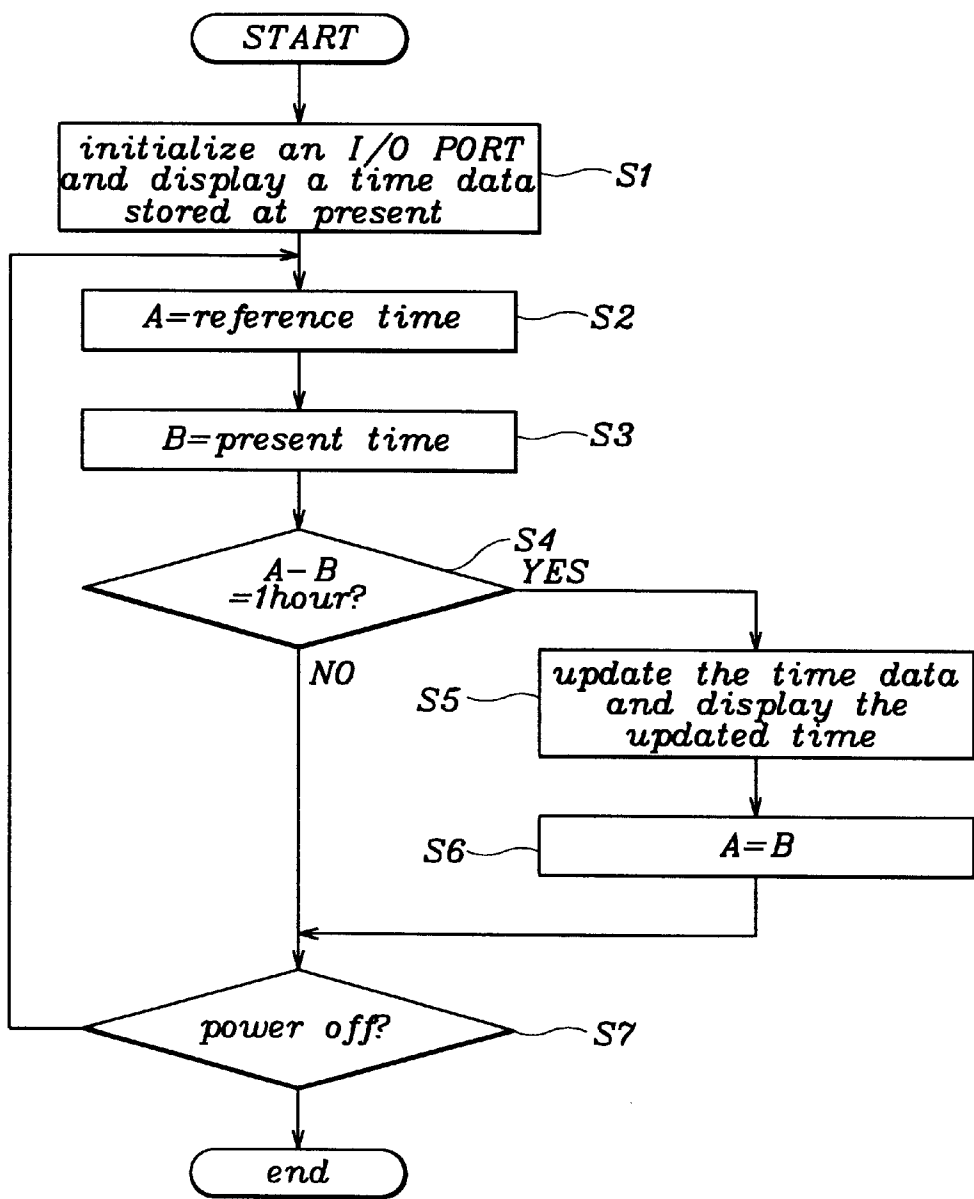 START
initialize an I/O PORT
and display a time data
stored at present
S1
A=reference time
S2
B=present time
S3
S4
A-B
=1hour?
YES
NO
S5
update the time data
and display the
updated time
S6
A=B
power off?
S7
end